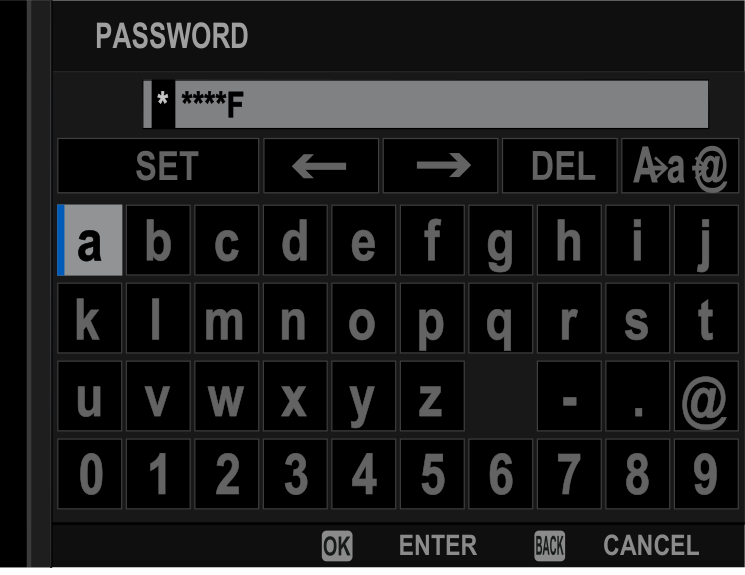 PASSWORD
* ****F
SET ← → DEL A→a→@
a b c d e f g h i j
k l m n o p q r s t
u v w x y z - . @
0 1 2 3 4 5 6 7 8 9
OK ENTER BACK CANCEL